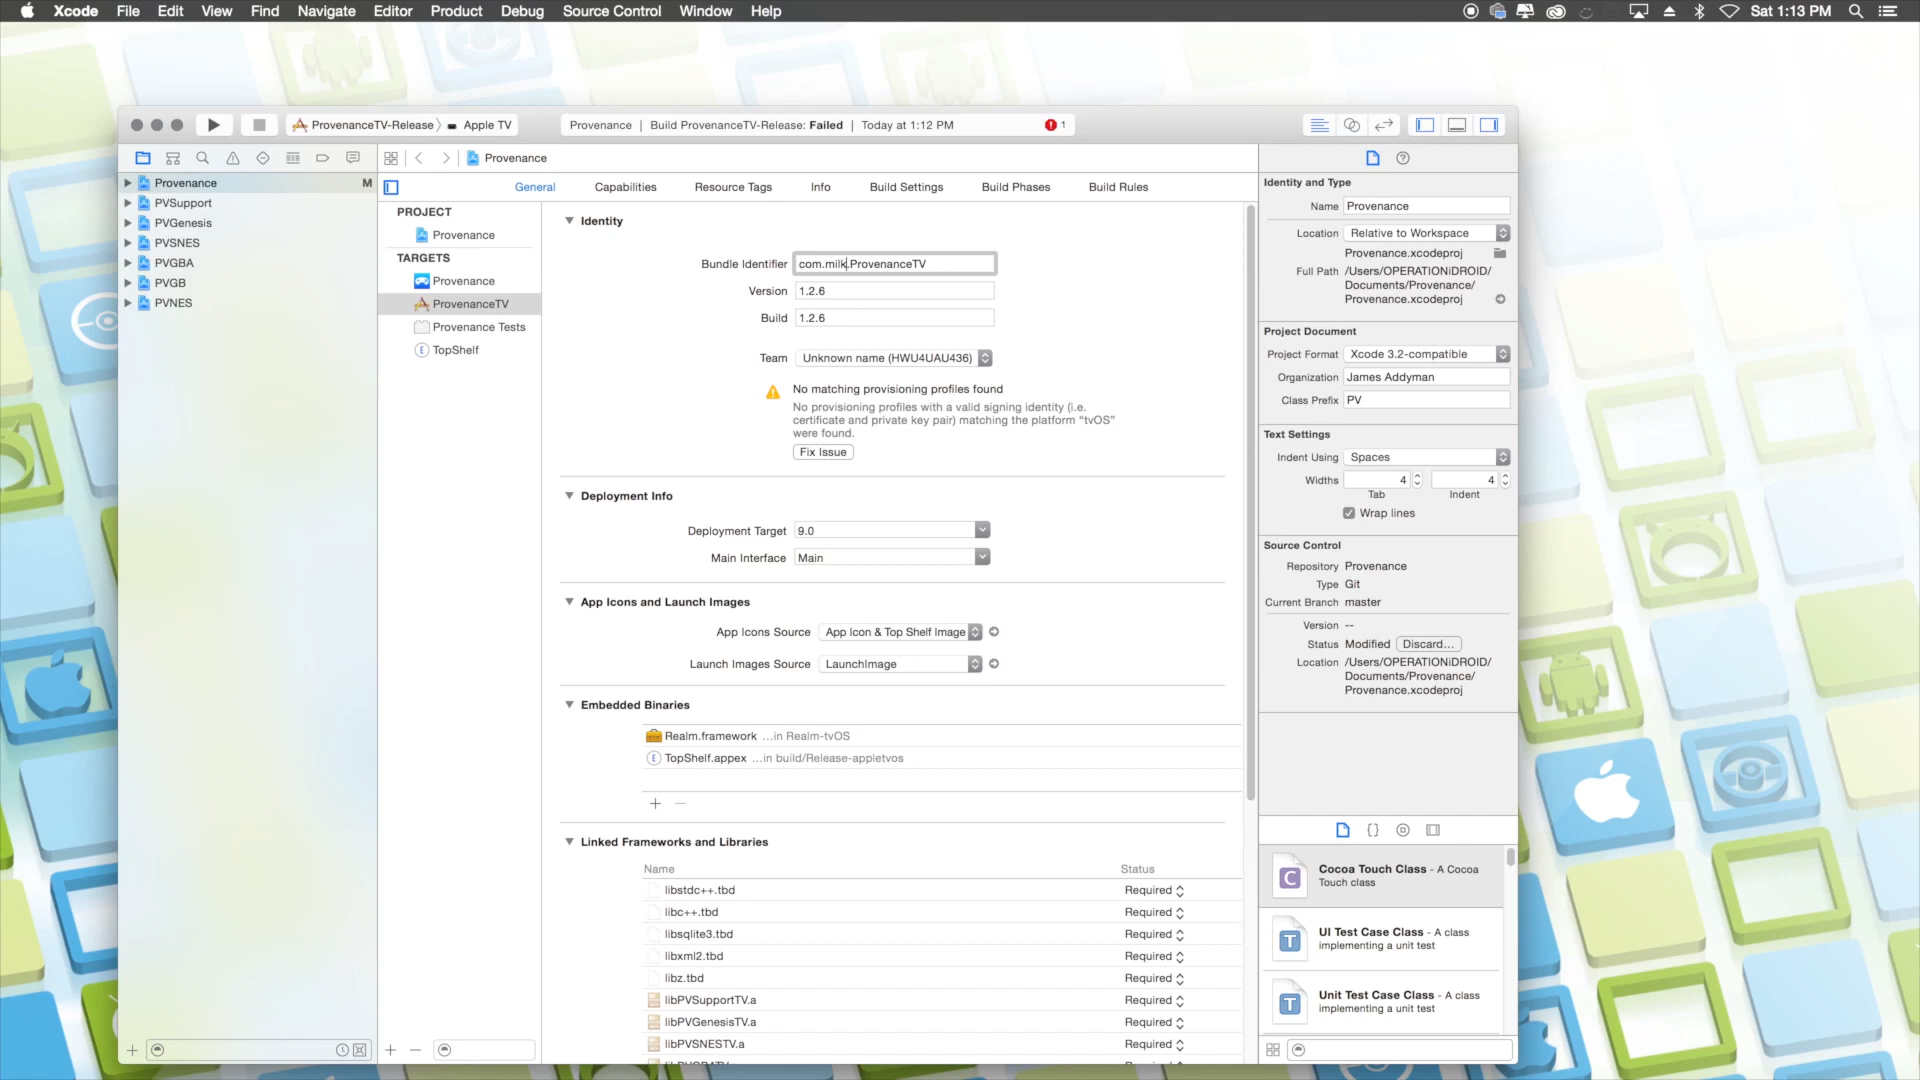 Xcode File Edit View Find Navigate Editor Product Debug Source Control Window Help
Sat 1:13 PM
ProvenanceTV-Release Apple TV
Provenance | Build ProvenanceTV-Release: Failed | Today at 1:12 PM
1
Provenance
Provenance M
PVSupport
PVGenesis
PVSNES
PVGBA
PVGB
PVNES
General Capabilities Resource Tags Info Build Settings Build Phases Build Rules
PROJECT
Provenance
TARGETS
Provenance
ProvenanceTV
Provenance Tests
E TopShelf
Identity
Bundle Identifier com.milk.ProvenanceTV
Version 1.2.6
Build 1.2.6
Team Unknown name (HWU4UAU436)
No matching provisioning profiles found
No provisioning profiles with a valid signing identity (i.e.
certificate and private key pair) matching the platform “tvOS”
were found.
Fix Issue
Deployment Info
Deployment Target 9.0
Main Interface Main
App Icons and Launch Images
App Icons Source App Icon & Top Shelf Image
Launch Images Source LaunchImage
Embedded Binaries
Realm.framework ...in Realm-tvOS
E TopShelf.appex ...in build/Release-appletvos
Linked Frameworks and Libraries
Name Status
libstdc++.tbd Required
libc++.tbd Required
libsqlite3.tbd Required
libxml2.tbd Required
libz.tbd Required
libPVSupportTV.a Required
libPVGenesisTV.a Required
libPVSNESTV.a Required
Identity and Type
Name Provenance
Location Relative to Workspace
Provenance.xcodeproj
Full Path /Users/OPERATIONiDROID/
Documents/Provenance/
Provenance.xcodeproj
Project Document
Project Format Xcode 3.2-compatible
Organization James Addyman
Class Prefix PV
Text Settings
Indent Using Spaces
Widths 4 4
Tab Indent
Wrap lines
Source Control
Repository Provenance
Type Git
Current Branch master
Version --
Status Modified Discard...
Location /Users/OPERATIONiDROID/
Documents/Provenance/
Provenance.xcodeproj
C
Cocoa Touch Class - A Cocoa
Touch class
T
UI Test Case Class - A class
implementing a unit test
T
Unit Test Case Class - A class
implementing a unit test